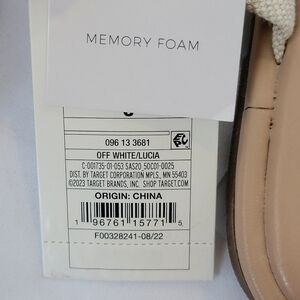 MEMORY FOAM
096 13 3681
OFF WHITE/LUCIA
C-001735-01-053 SAS20 50C01-0025
DIST. BY TARGET CORPORATION MPLS., MN 55403
©2023 TARGET BRANDS, INC. SHOP TARGET.COM
ORIGIN: CHINA
1 96761 15771 5
F00328241-08/22